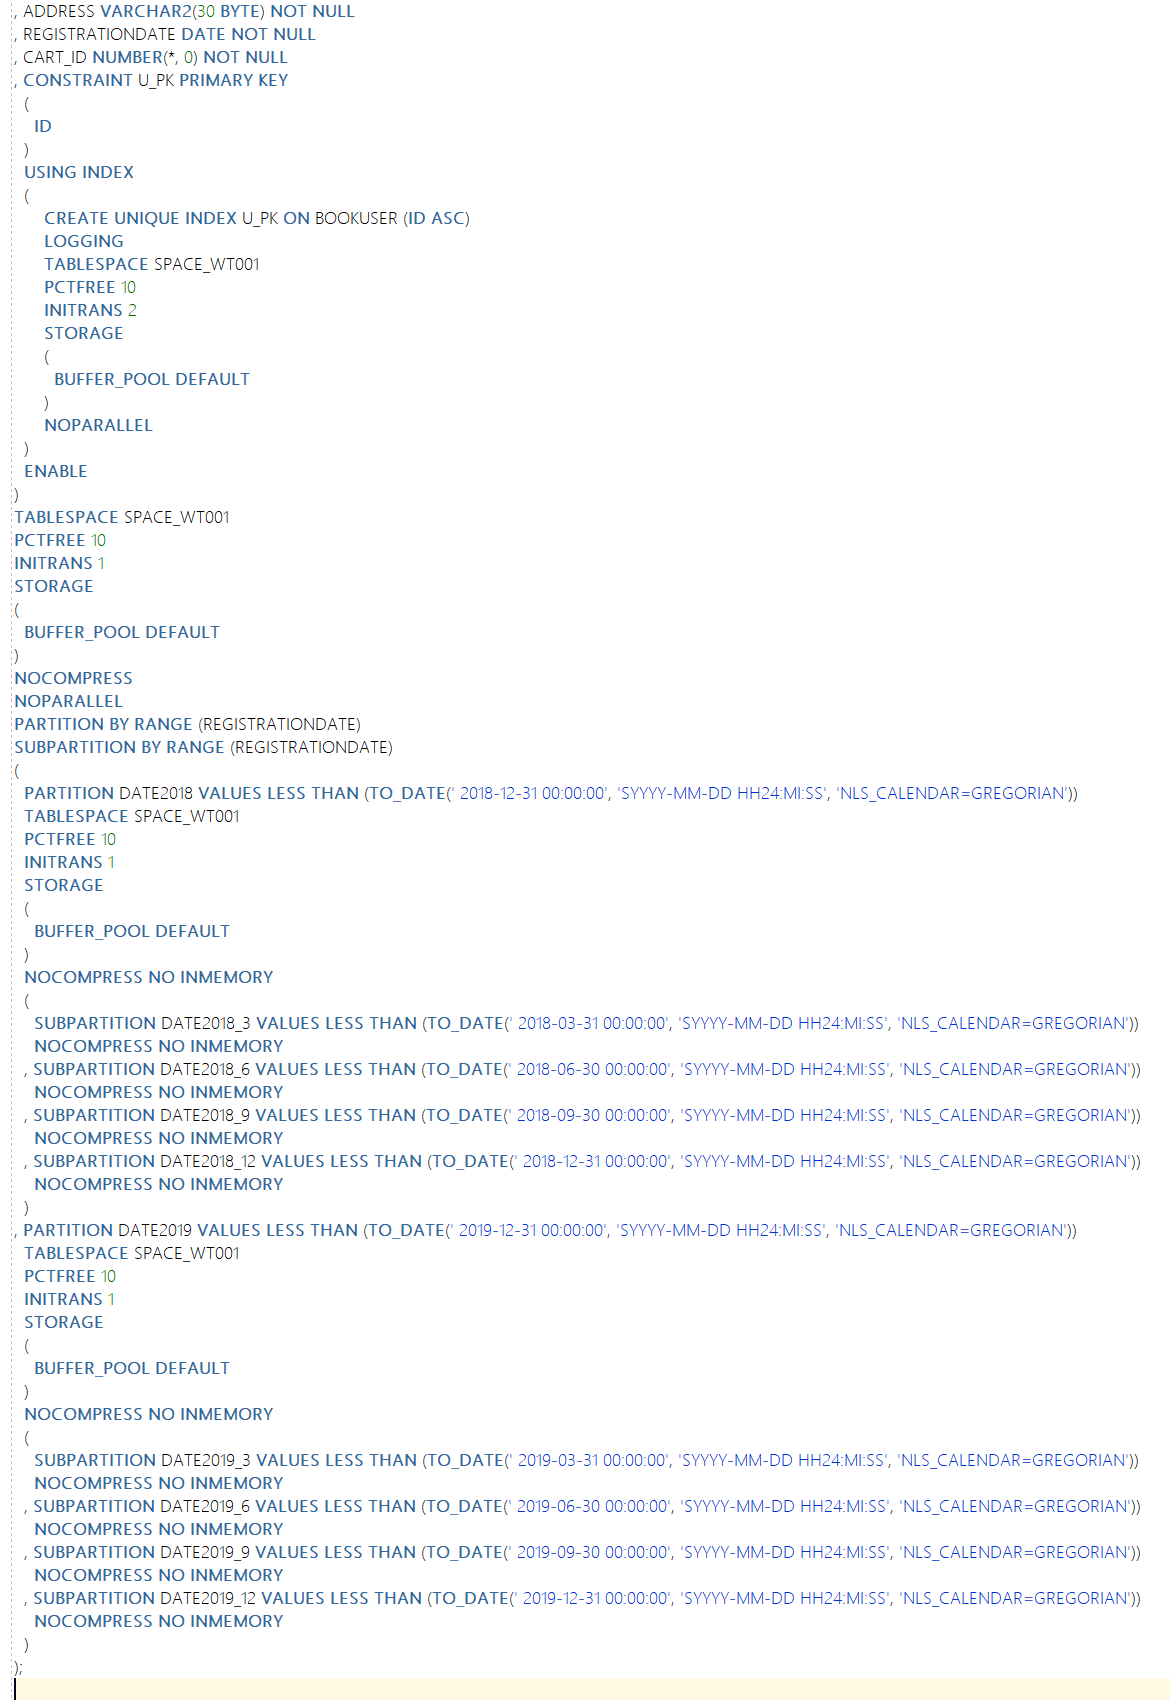 , ADDRESS VARCHAR2(30 BYTE) NOT NULL
, REGISTRATIONDATE DATE NOT NULL
, CART_ID NUMBER(*, 0) NOT NULL
, CONSTRAINT U_PK PRIMARY KEY
(
ID
)
USING INDEX
(
CREATE UNIQUE INDEX U_PK ON BOOKUSER (ID ASC)
LOGGING
TABLESPACE SPACE_WT001
PCTFREE 10
INITRANS 2
STORAGE
(
BUFFER_POOL DEFAULT
)
NOPARALLEL
)
ENABLE
)
TABLESPACE SPACE_WT001
PCTFREE 10
INITRANS 1
STORAGE
(
BUFFER_POOL DEFAULT
)
NOCOMPRESS
NOPARALLEL
PARTITION BY RANGE (REGISTRATIONDATE)
SUBPARTITION BY RANGE (REGISTRATIONDATE)
(
PARTITION DATE2018 VALUES LESS THAN (TO_DATE(' 2018-12-31 00:00:00', 'SYYYY-MM-DD HH24:MI:SS', 'NLS_CALENDAR=GREGORIAN'))
TABLESPACE SPACE_WT001
PCTFREE 10
INITRANS 1
STORAGE
(
BUFFER_POOL DEFAULT
)
NOCOMPRESS NO INMEMORY
(
SUBPARTITION DATE2018_3 VALUES LESS THAN (TO_DATE(' 2018-03-31 00:00:00', 'SYYYY-MM-DD HH24:MI:SS', 'NLS_CALENDAR=GREGORIAN'))
NOCOMPRESS NO INMEMORY
, SUBPARTITION DATE2018_6 VALUES LESS THAN (TO_DATE(' 2018-06-30 00:00:00', 'SYYYY-MM-DD HH24:MI:SS', 'NLS_CALENDAR=GREGORIAN'))
NOCOMPRESS NO INMEMORY
, SUBPARTITION DATE2018_9 VALUES LESS THAN (TO_DATE(' 2018-09-30 00:00:00', 'SYYYY-MM-DD HH24:MI:SS', 'NLS_CALENDAR=GREGORIAN'))
NOCOMPRESS NO INMEMORY
, SUBPARTITION DATE2018_12 VALUES LESS THAN (TO_DATE(' 2018-12-31 00:00:00', 'SYYYY-MM-DD HH24:MI:SS', 'NLS_CALENDAR=GREGORIAN'))
NOCOMPRESS NO INMEMORY
)
, PARTITION DATE2019 VALUES LESS THAN (TO_DATE(' 2019-12-31 00:00:00', 'SYYYY-MM-DD HH24:MI:SS', 'NLS_CALENDAR=GREGORIAN'))
TABLESPACE SPACE_WT001
PCTFREE 10
INITRANS 1
STORAGE
(
BUFFER_POOL DEFAULT
)
NOCOMPRESS NO INMEMORY
(
SUBPARTITION DATE2019_3 VALUES LESS THAN (TO_DATE(' 2019-03-31 00:00:00', 'SYYYY-MM-DD HH24:MI:SS', 'NLS_CALENDAR=GREGORIAN'))
NOCOMPRESS NO INMEMORY
, SUBPARTITION DATE2019_6 VALUES LESS THAN (TO_DATE(' 2019-06-30 00:00:00', 'SYYYY-MM-DD HH24:MI:SS', 'NLS_CALENDAR=GREGORIAN'))
NOCOMPRESS NO INMEMORY
, SUBPARTITION DATE2019_9 VALUES LESS THAN (TO_DATE(' 2019-09-30 00:00:00', 'SYYYY-MM-DD HH24:MI:SS', 'NLS_CALENDAR=GREGORIAN'))
NOCOMPRESS NO INMEMORY
, SUBPARTITION DATE2019_12 VALUES LESS THAN (TO_DATE(' 2019-12-31 00:00:00', 'SYYYY-MM-DD HH24:MI:SS', 'NLS_CALENDAR=GREGORIAN'))
NOCOMPRESS NO INMEMORY
)
);